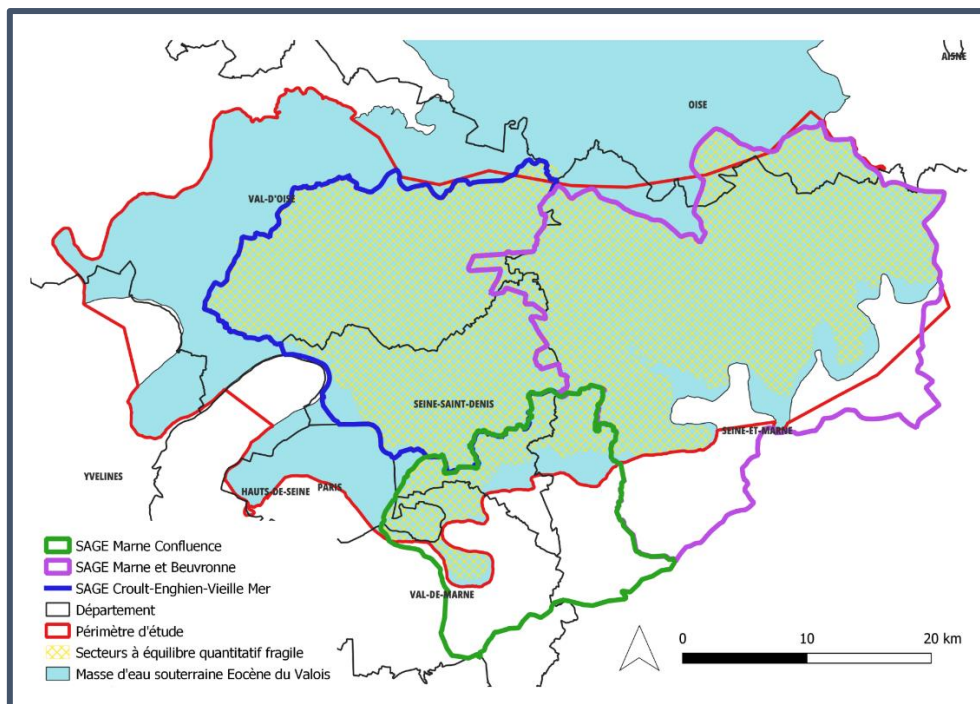 AISNE
OISE
VAL-D'OISE
SEINE-SAINT-DENIS
SEINE-ET-MARNE
YVELINES
HAUTS-DE-SEINE
PARIS
VAL-DE-MARNE
SAGE Marne Confluence
SAGE Marne et Beuvronne
SAGE Croult-Enghien-Vieille Mer
Département
Périmètre d'étude
Secteurs à équilibre quantitatif fragile
Masse d'eau souterraine Eocène du Valois
0 10 20 km